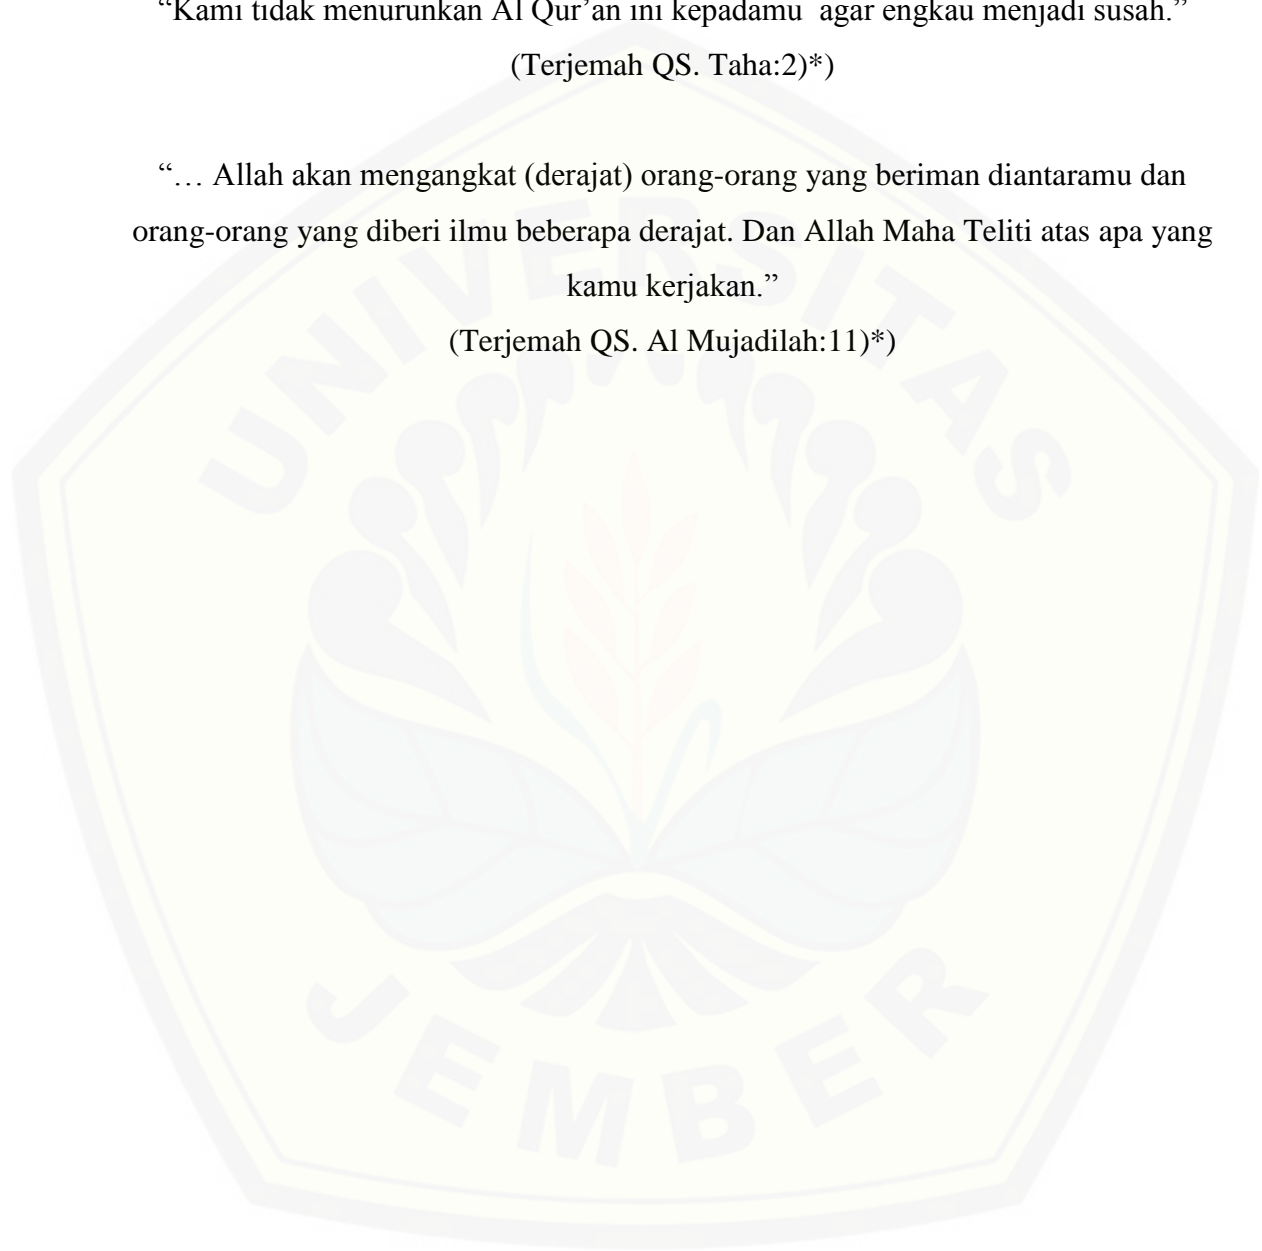 “Kami tidak menurunkan Al Qur’an ini kepadamu  agar engkau menjadi susah.”
(Terjemah QS. Taha:2)*)
“… Allah akan mengangkat (derajat) orang-orang yang beriman diantaramu dan
orang-orang yang diberi ilmu beberapa derajat. Dan Allah Maha Teliti atas apa yang
kamu kerjakan.”
(Terjemah QS. Al Mujadilah:11)*)
UNIVERSITAS
JEMBER